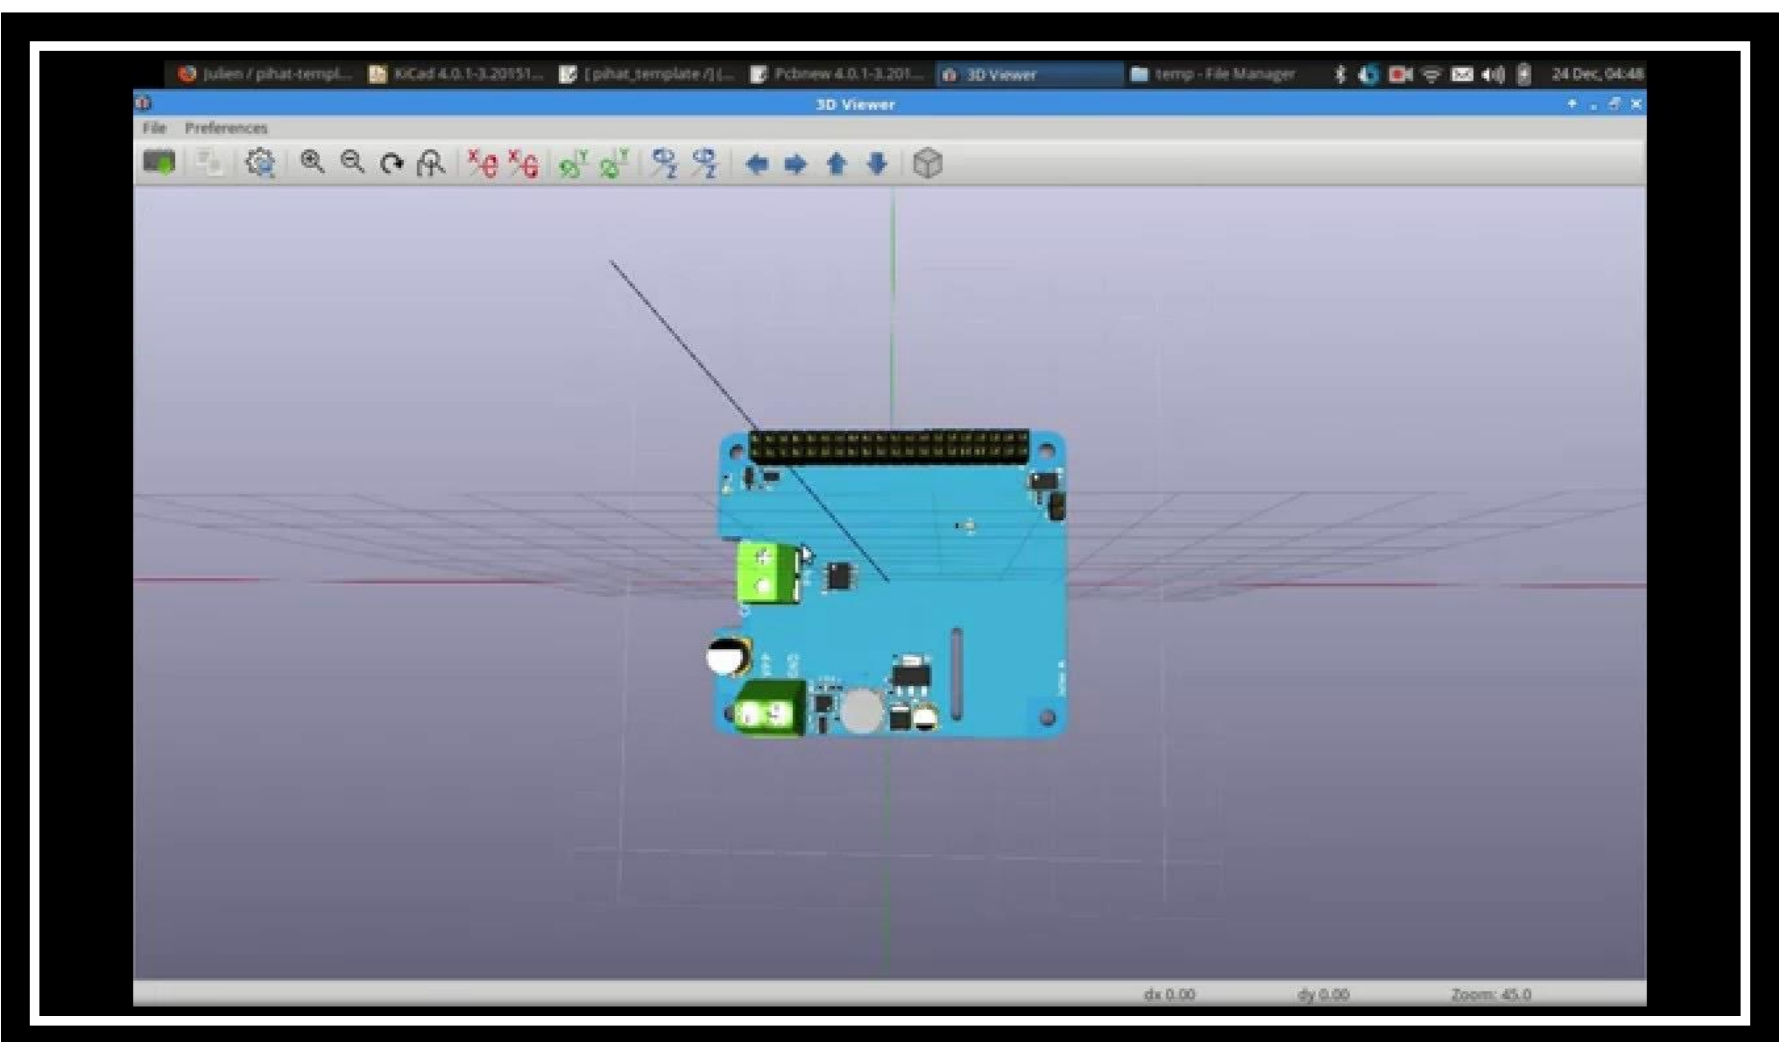 Julien / pihat-templ...
KiCad 4.0.1-3.20151...
[ pihat_template /] (...
Pcbnew 4.0.1-3.201...
3D Viewer
temp - File Manager
24 Dec, 04:48
3D Viewer
File Preferences
GND
dx 0.00 dy 0.00 Zoom: 45.0